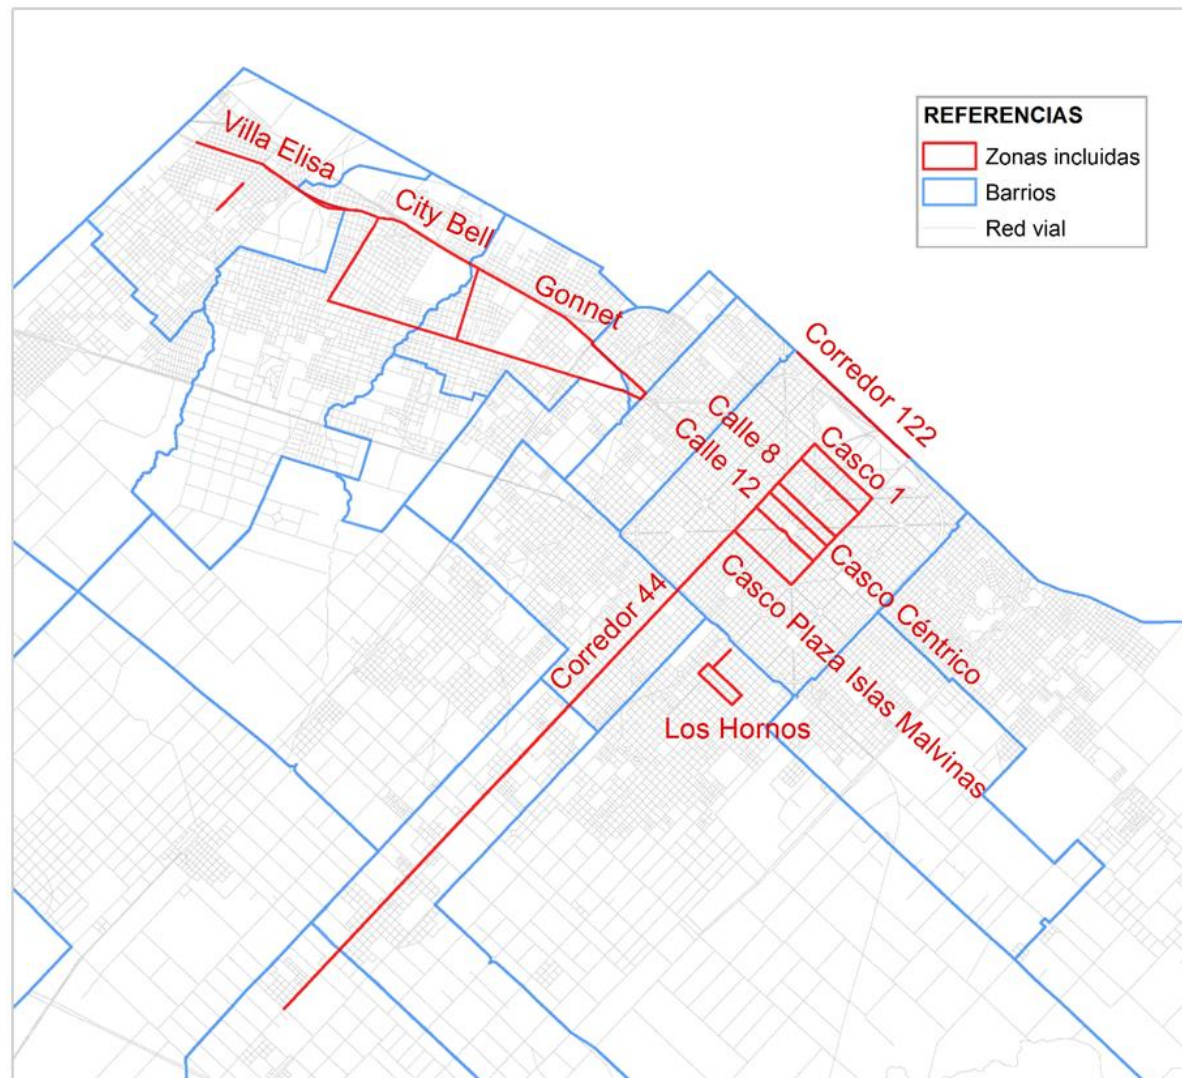 REFERENCIAS
Zonas incluidas
Barrios
Red vial
Villa Elisa
City Bell
Gonnet
Corredor 122
Calle 8
Calle 12
Casco 1
Casco Céntrico
Casco Plaza Islas Malvinas
Corredor 44
Los Hornos